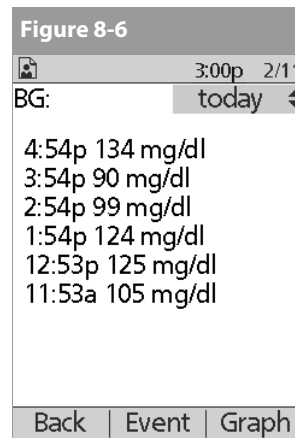 Figure 8-6
3:00p 2/11
BG: today
4:54p 134 mg/dl
3:54p 90 mg/dl
2:54p 99 mg/dl
1:54p 124 mg/dl
12:53p 125 mg/dl
11:53a 105 mg/dl
Back | Event | Graph